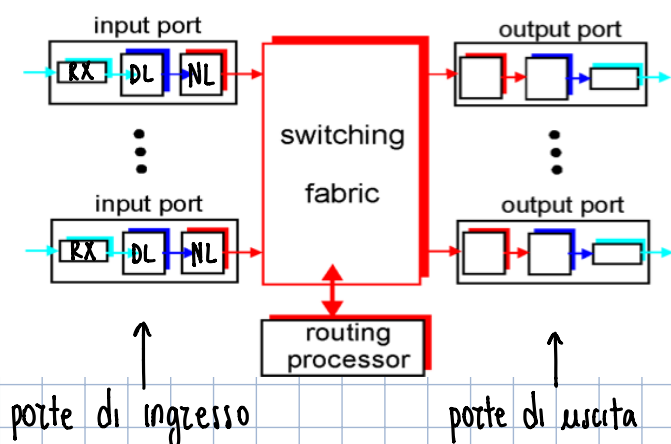 input port
output port
RX DL NL
switching
fabric
input port
output port
RX DL NL
routing
processor
porte di ingresso
porte di uscita